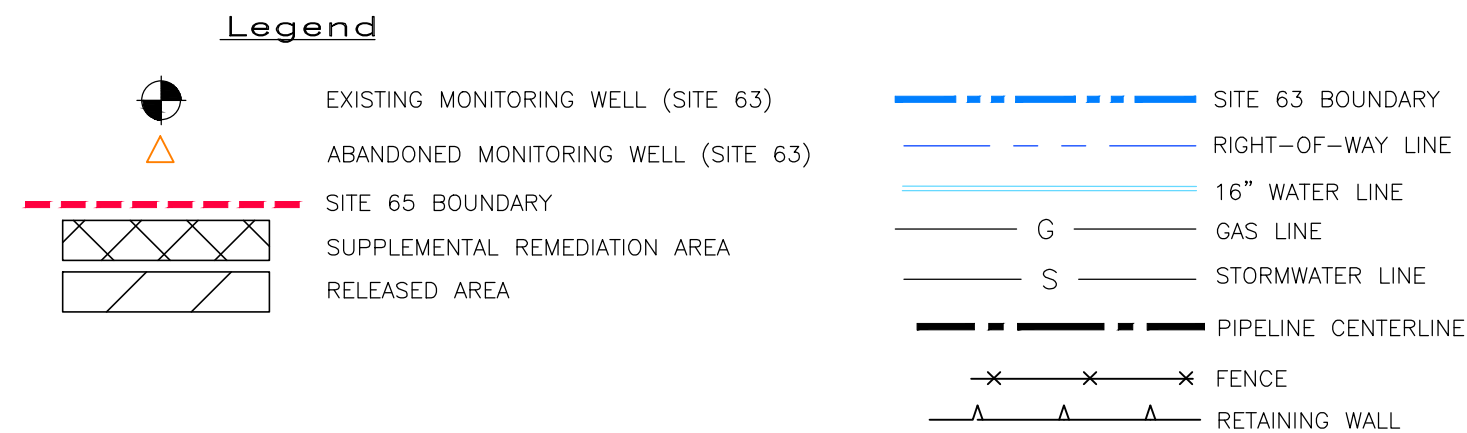 Legend
EXISTING MONITORING WELL (SITE 63)
ABANDONED MONITORING WELL (SITE 63)
SITE 65 BOUNDARY
SUPPLEMENTAL REMEDIATION AREA
RELEASED AREA
SITE 63 BOUNDARY
RIGHT-OF-WAY LINE
16" WATER LINE
G GAS LINE
S STORMWATER LINE
PIPELINE CENTERLINE
FENCE
RETAINING WALL